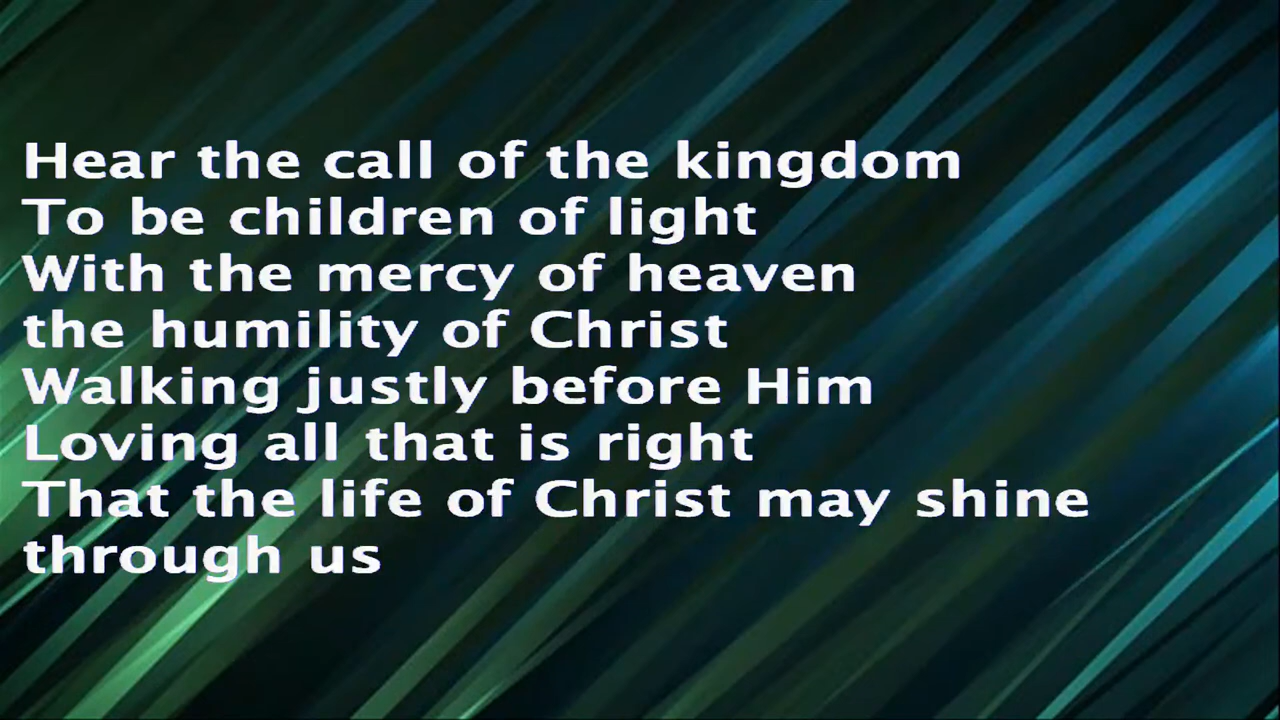 Hear the call of the kingdom
To be children of light
With the mercy of heaven
the humility of Christ
Walking justly before Him
Loving all that is right
That the life of Christ may shine
through us